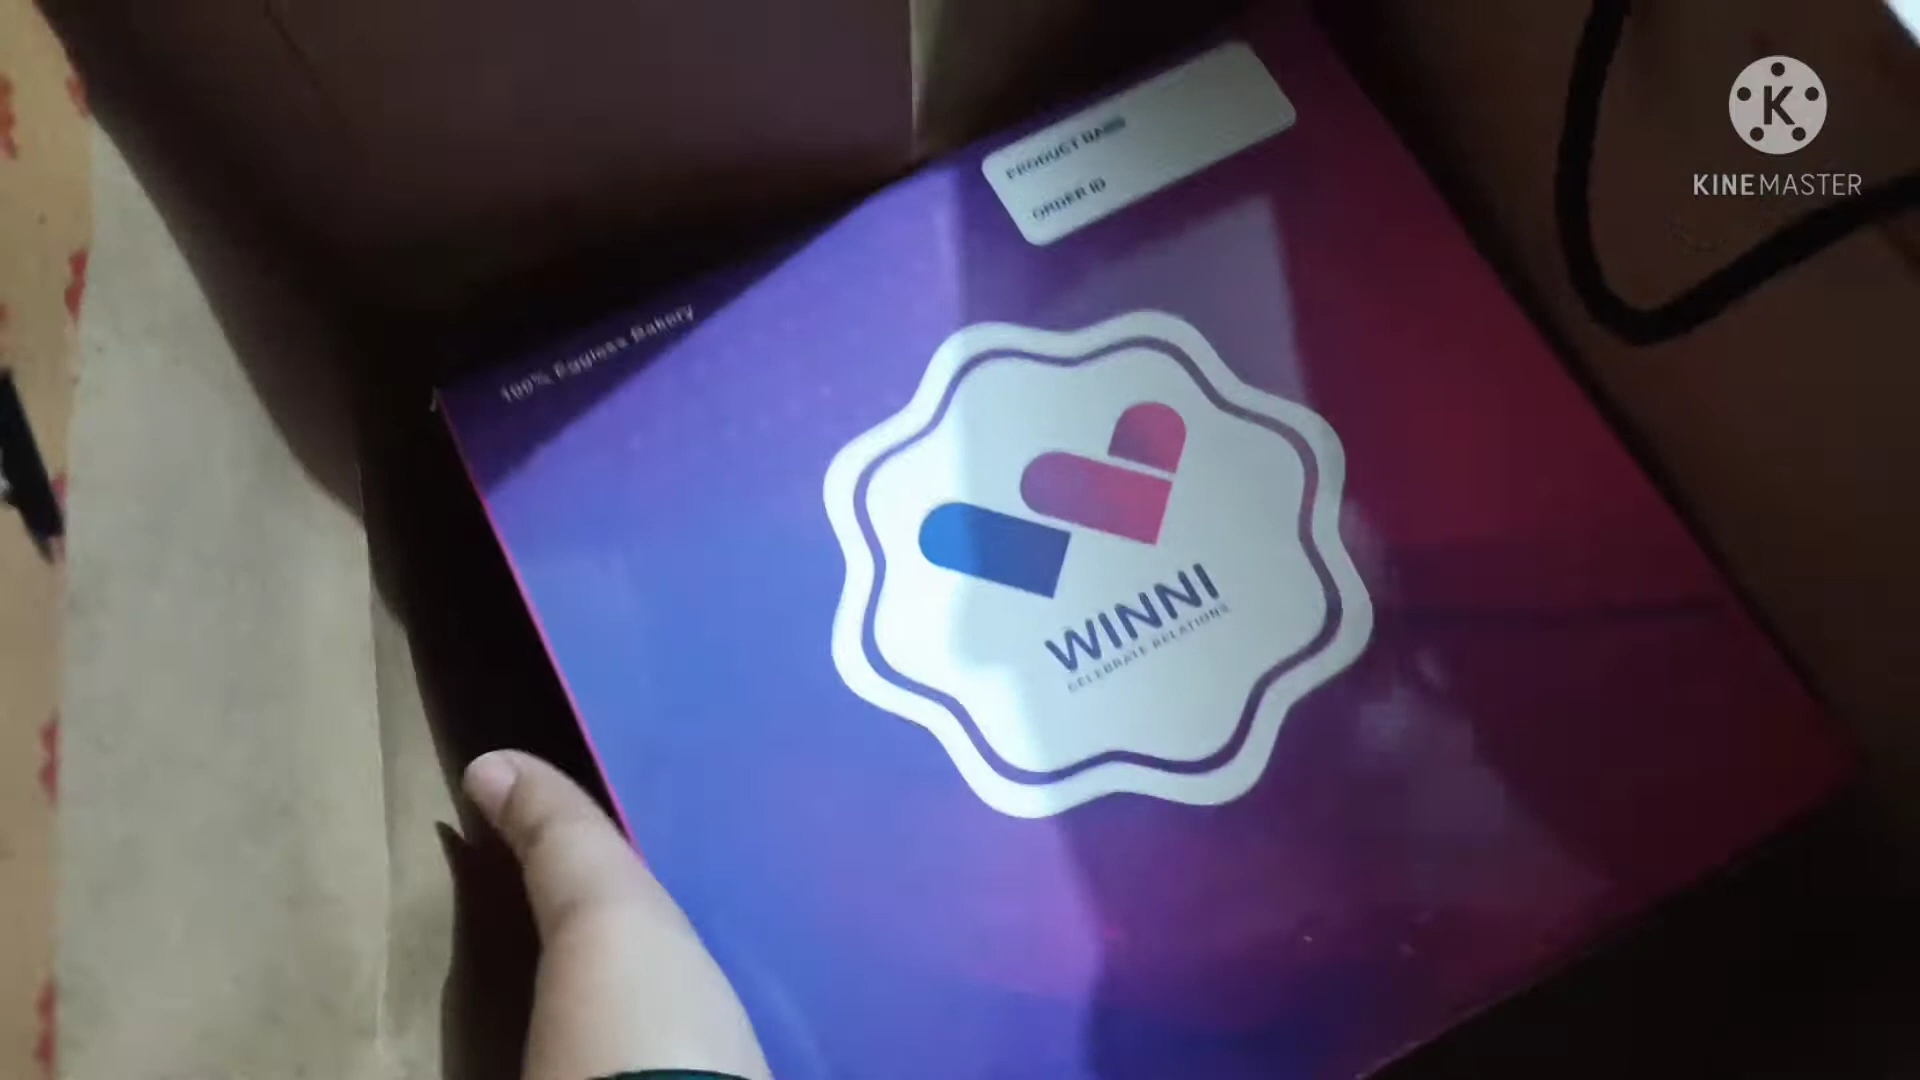 K
KINEMASTER
PRODUCT NAME
ORDER ID
100% Eggless Bakery
WINNI
CELEBRATE RELATIONS